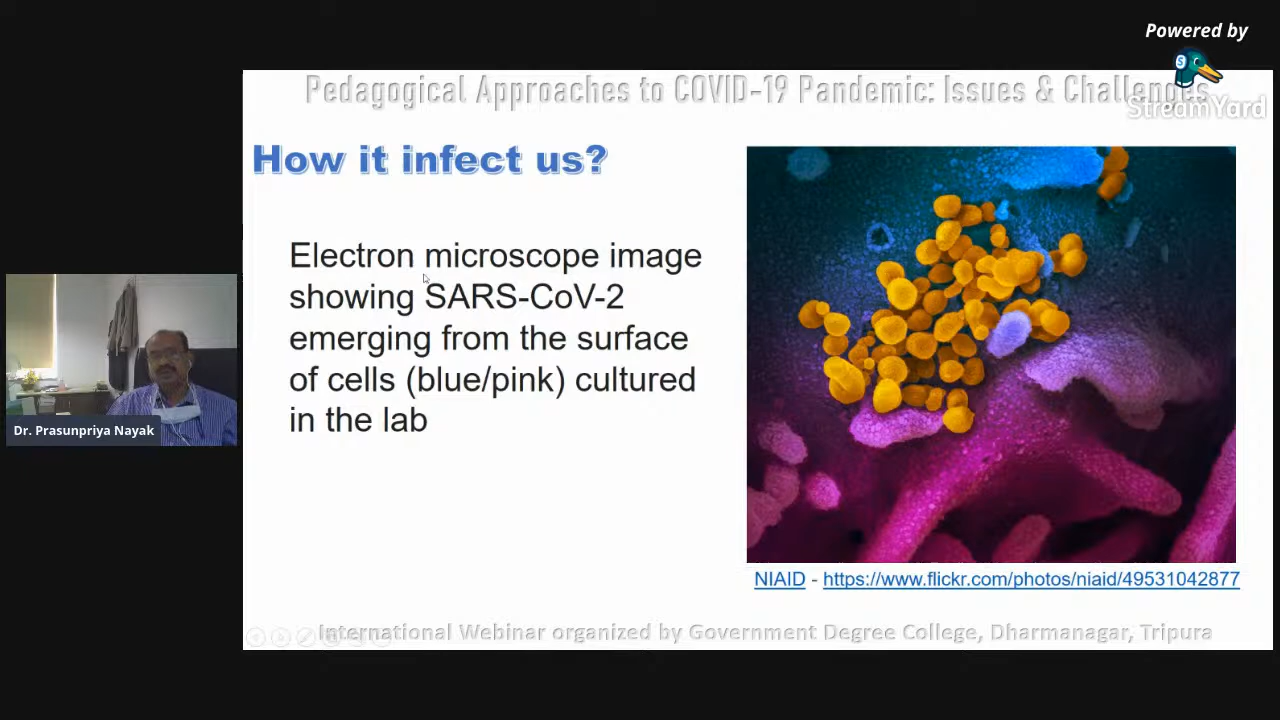 Powered by
StreamYard
Pedagogical Approaches to COVID-19 Pandemic: Issues & Challenges
How it infect us?
Electron microscope image
showing SARS-CoV-2
emerging from the surface
of cells (blue/pink) cultured
in the lab
Dr. Prasunpriya Nayak
NIAID - https://www.flickr.com/photos/niaid/49531042877
International Webinar organized by Government Degree College, Dharmanagar, Tripura